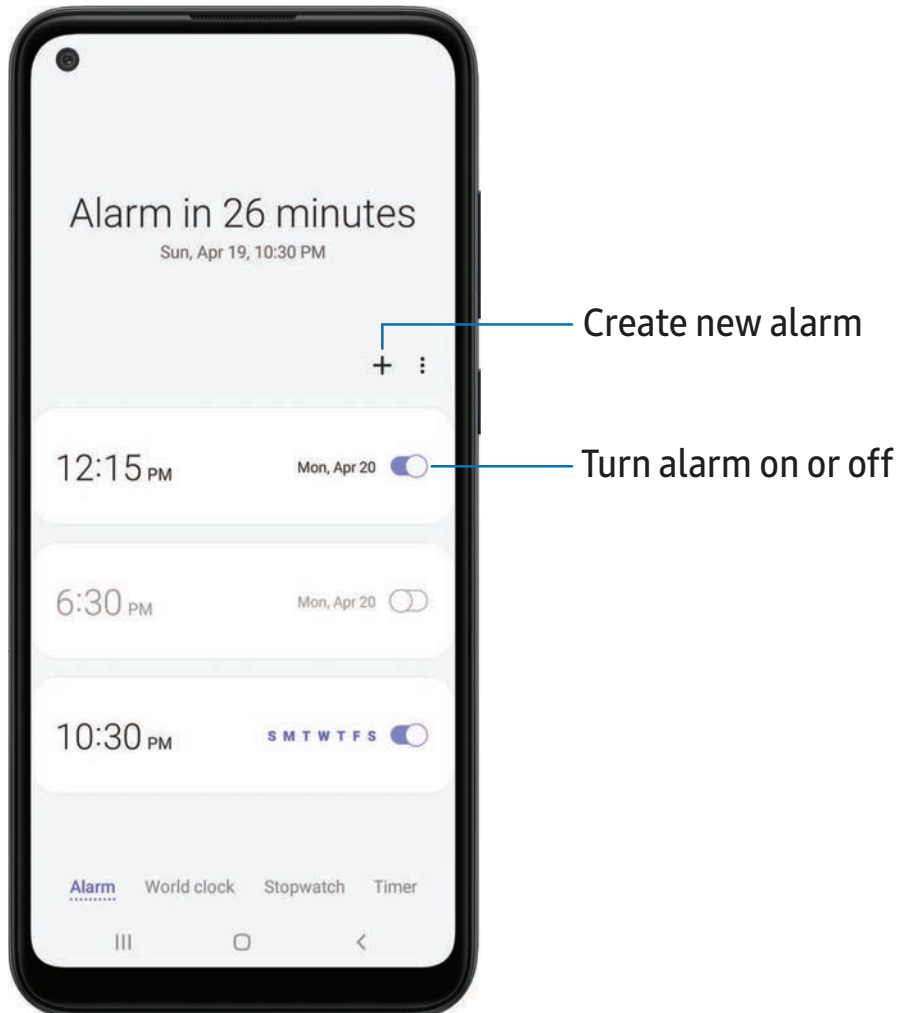 Alarm in 26 minutes
Sun, Apr 19, 10:30 PM
Create new alarm
12:15 PM Mon, Apr 20
Turn alarm on or off
6:30 PM Mon, Apr 20
10:30 PM S M T W T F S
Alarm World clock Stopwatch Timer